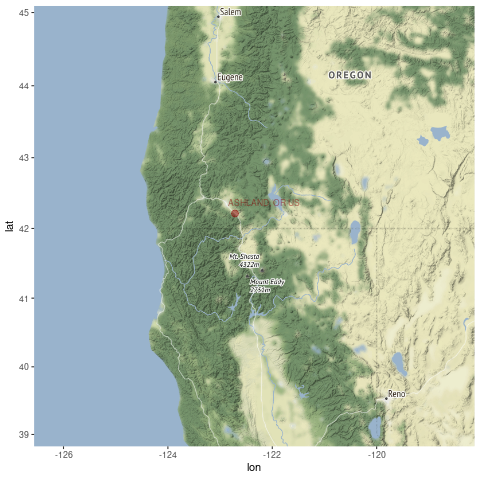 45
Salem
44
Eugene
OREGON
43
ASHLAND, OR US
lat
42
Mt. Shasta
4322m
Mount Eddy
41
40
Reno
39
-126
-124
-122
-120
lon